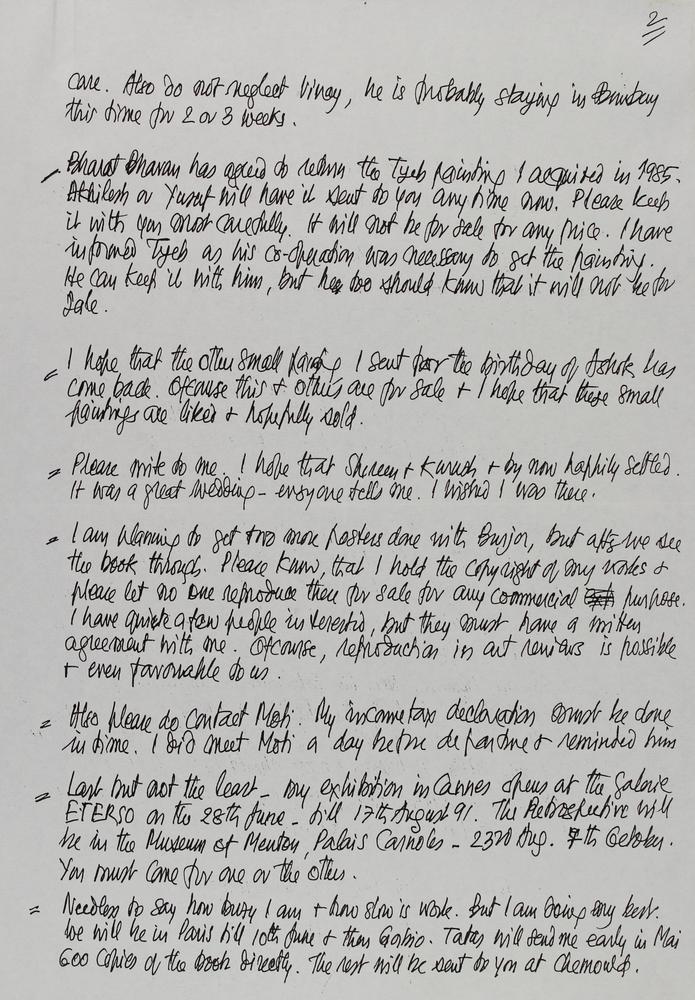 2
care. Also do not neglect Vinay, he is probably staying in Bombay
this time for 2 or 3 weeks.
Bharat Bhavan has agreed to return the Tyeb painting I acquired in 1985.
Akhilesh or Yusuf will have it sent to you any time now. Please keep
it with you most carefully. It will not be for sale for any price. I have
informed Tyeb as his co-operation was necessary to get the painting.
He can keep it with him, but he too should know that it will not be for
Sale.
= I hope that the other small painting I sent for the birthday of Ashok has
come back. Ofcourse this + others are for sale + I hope that these small
paintings are liked + hopefully sold.
= Please write to me. I hope that Shireen + Kurush + by now happily settled.
It was a great wedding - everyone tells me. I wished I was there.
= I am planning to get two more posters done with Burjor, but after we see
the book through. Please know, that I hold the copyright of my works +
please let no one reproduce them for sale for any commercial purpose.
I have quite a few people interested, but they must have a written
agreement with me. Ofcourse, reproduction in art reviews is possible
+ even favourable to us.
= Also please do contact Moti. My incometax declaration must be done
in time. I did meet Moti a day before departure + reminded him
= Last but not the least - my exhibition in Cannes opens at the Galerie
ETERSO on the 28th June - till 17th August 91. The Retrospective will
be in the Museum of Menton, Palais Carnoles - 23rd Aug. 7th October.
You must come for one or the other.
= Needless to say how busy I am + how slow is work. But I am doing my best.
We will be in Paris till 10th June + then Gorbio. Tatas will send me early in Mai
600 Copies of the book directly. The rest will be sent to you at Chemould.